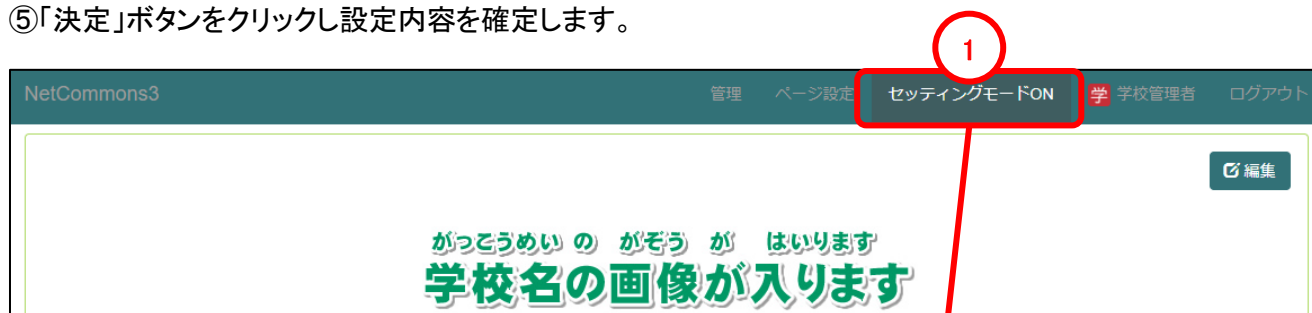 ⑤「決定」ボタンをクリックし設定内容を確定します。
1
NetCommons3 管理 ページ設定 セッティングモードON 学 学校管理者 ログアウト
編集
がっこうめい の がぞう が はいります
学校名の画像が入ります